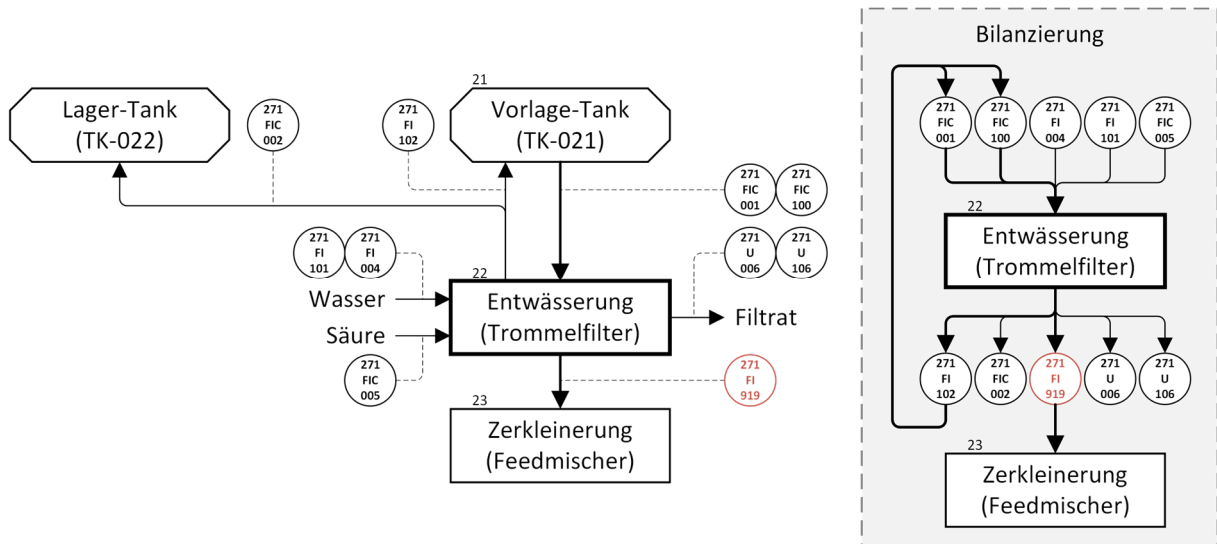 21
Lager-Tank
(TK-022)
271
FIC
002
271
FI
102
Vorlage-Tank
(TK-021)
271
FIC
001
271
FIC
100
271
FI
101
271
FI
004
271
U
006
271
U
106
22
Wasser
Säure
Entwässerung
(Trommelfilter)
Filtrat
271
FIC
005
271
FI
919
23
Zerkleinerung
(Feedmischer)
Bilanzierung
271
FIC
001
271
FIC
100
271
FI
004
271
FI
101
271
FIC
005
22
Entwässerung
(Trommelfilter)
271
FI
102
271
FIC
002
271
FI
919
271
U
006
271
U
106
23
Zerkleinerung
(Feedmischer)